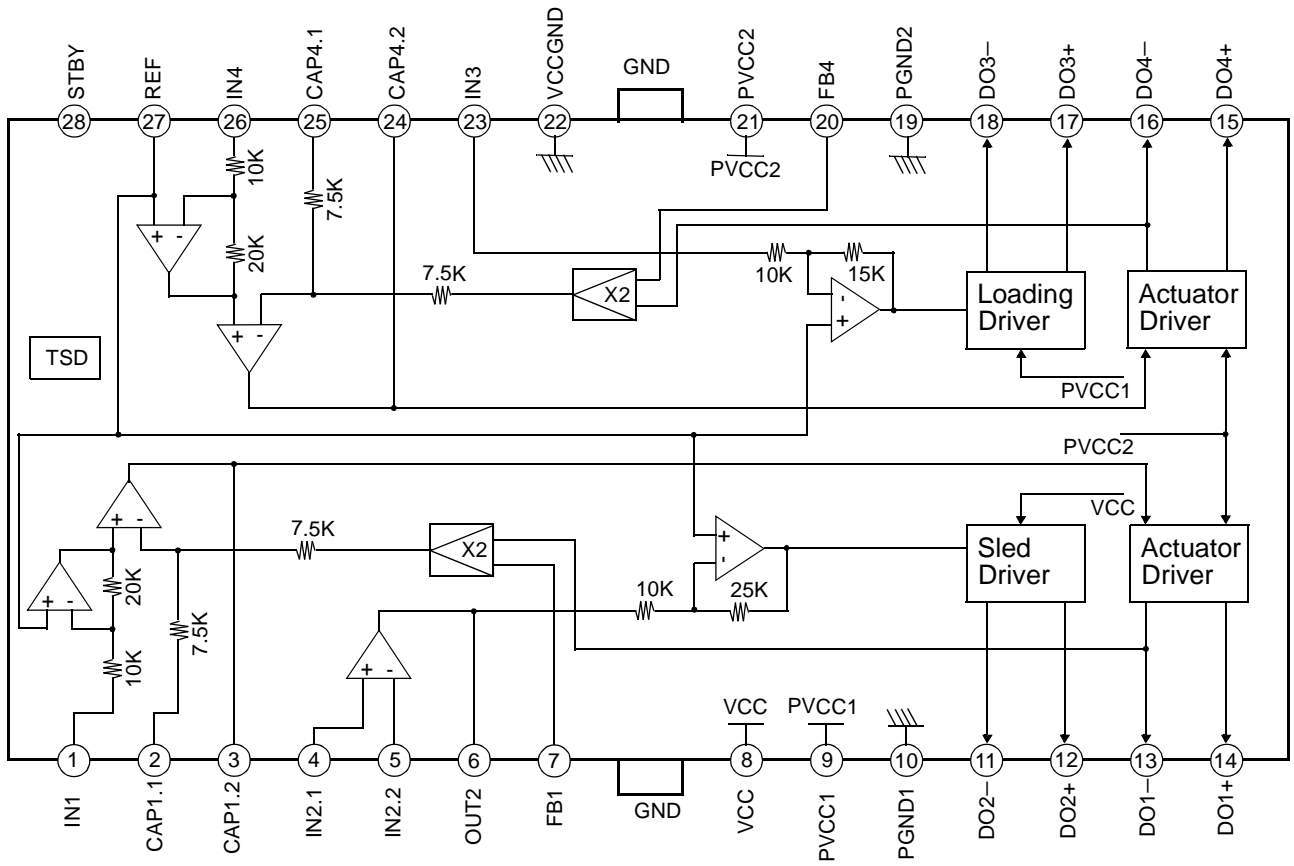 STBY
REF
IN4
CAP4.1
CAP4.2
IN3
VCCGND
GND
PVCC2
FB4
PGND2
DO3–
DO3+
DO4–
DO4+
28
27
26
25
24
23
22
21
20
19
18
17
16
15
PVCC2
10K
7.5K
+ -
20K
10K
15K
7.5K
X2
-
+
Loading
Driver
Actuator
Driver
+ -
TSD
PVCC1
PVCC2
VCC
+ -
7.5K
X2
+
-
Sled
Driver
Actuator
Driver
20K
10K
25K
+ -
7.5K
10K
+ -
VCC
PVCC1
1
2
3
4
5
6
7
8
9
10
11
12
13
14
IN1
CAP1.1
CAP1.2
IN2.1
IN2.2
OUT2
FB1
GND
VCC
PVCC1
PGND1
DO2–
DO2+
DO1–
DO1+